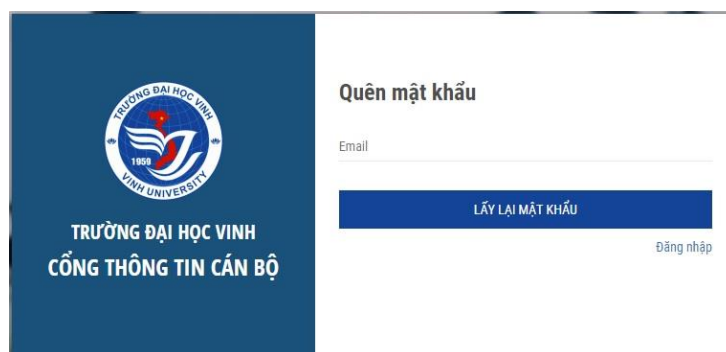 TRƯỜNG ĐẠI HỌC VINH
1959
VINH UNIVERSITY
TRƯỜNG ĐẠI HỌC VINH
CỔNG THÔNG TIN CÁN BỘ
Quên mật khẩu
Email
LẤY LẠI MẬT KHẨU
Đăng nhập